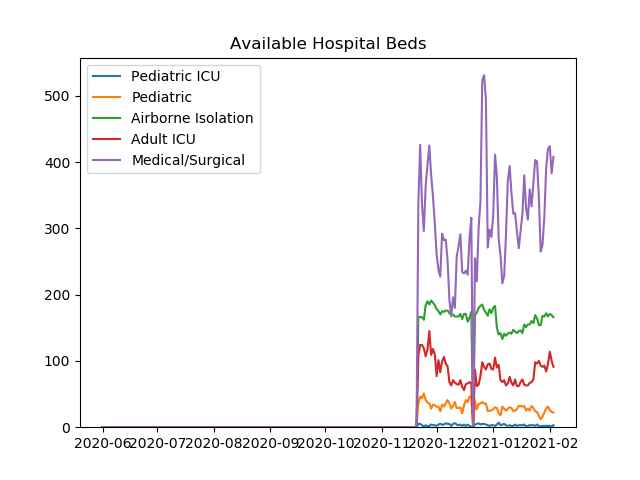 Available Hospital Beds
Pediatric ICU
Pediatric
Airborne Isolation
Adult ICU
Medical/Surgical
500
400
300
200
100
0
2020-06 2020-07 2020-08 2020-09 2020-10 2020-11 2020-12 2021-01 2021-02